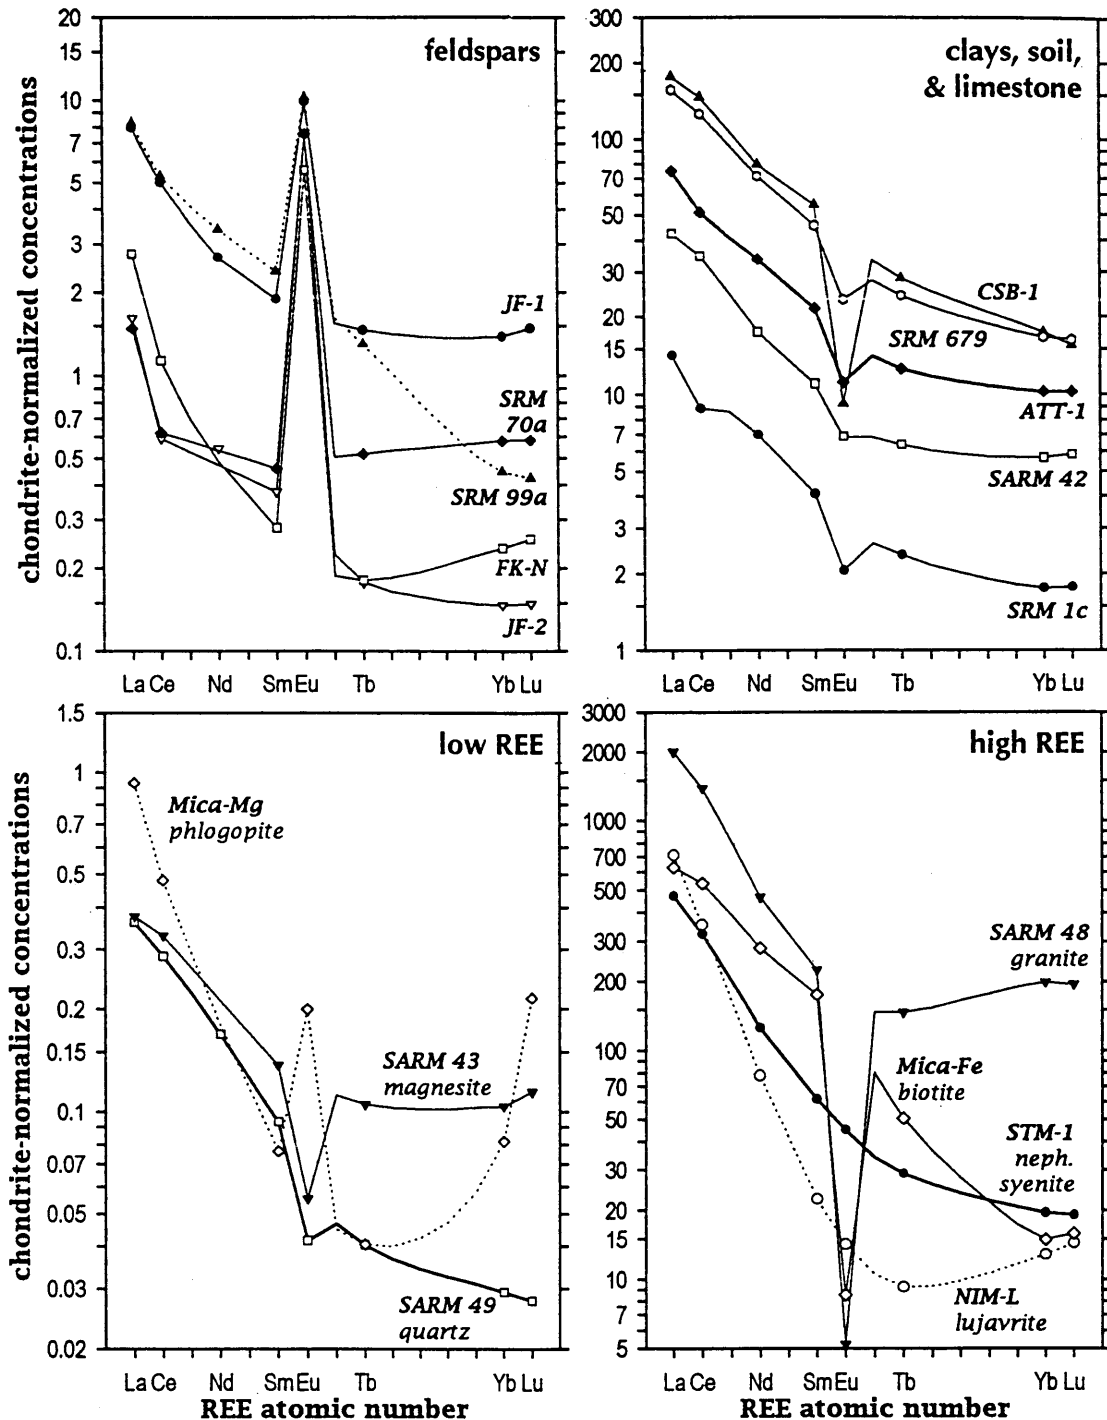 chondrite-normalized concentrations
20
15
10
7
5
3
2
1
0.7
0.5
0.3
0.2
0.1
feldspars
JF-1
SRM
70a
SRM 99a
FK-N
JF-2
La Ce Nd Sm Eu Tb Yb Lu
300
200
100
70
50
30
20
15
10
7
5
3
2
1
clays, soil,
& limestone
CSB-1
SRM 679
ATT-1
SARM 42
SRM 1c
La Ce Nd Sm Eu Tb Yb Lu
chondrite-normalized concentrations
1.5
1
0.7
0.5
0.3
0.2
0.15
0.1
0.07
0.05
0.03
0.02
low REE
Mica-Mg
phlogopite
SARM 43
magnesite
SARM 49
quartz
La Ce Nd Sm Eu Tb Yb Lu
REE atomic number
3000
2000
1000
700
500
300
200
100
70
50
30
20
15
10
7
5
high REE
SARM 48
granite
Mica-Fe
biotite
STM-1
neph.
syenite
NIM-L
lujavrite
La Ce Nd Sm Eu Tb Yb Lu
REE atomic number